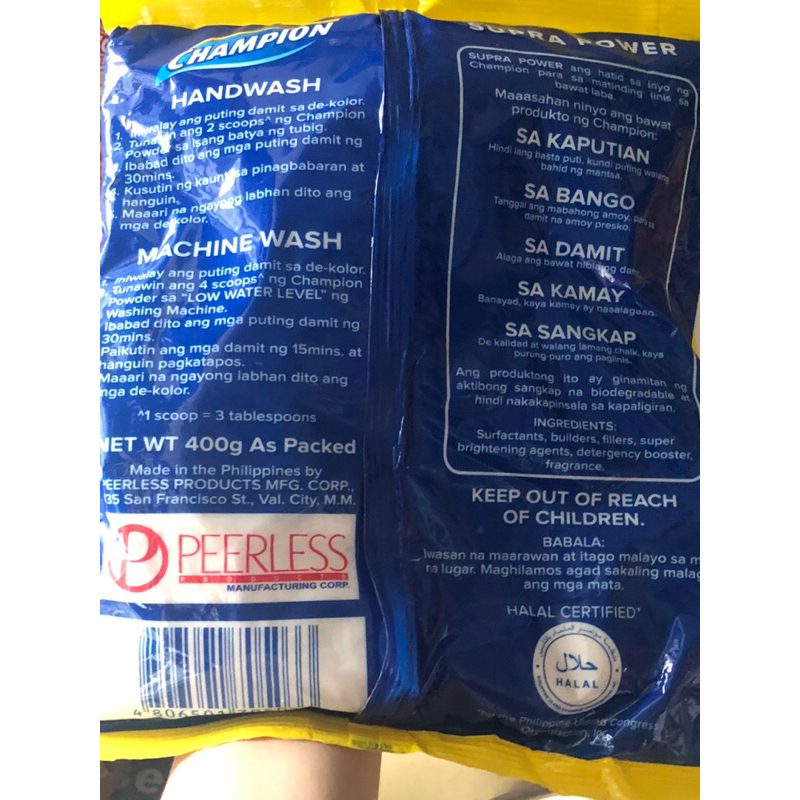 CHAMPION
HANDWASH
1. Ihiwalay ang puting damit sa de-kolor.
2. Tunawin ang 2 scoops^ ng Champion
Powder sa isang batya ng tubig.
Ibabad dito ang mga puting damit ng
30mins.
4. Kusutin ng kaunti sa pinagbabaran at
hanguin.
5. Maaari na ngayong labhan dito ang
mga de-kolor.
MACHINE WASH
1. Ihiwalay ang puting damit sa de-kolor.
Tunawin ang 4 scoops^ ng Champion
Powder sa "LOW WATER LEVEL" ng
Washing Machine.
Ibabad dito ang mga puting damit ng
30mins.
Paikutin ang mga damit ng 15mins. at
hanguin pagkatapos.
Maaari na ngayong labhan dito ang
mga de-kolor.
^1 scoop = 3 tablespoons
NET WT 400g As Packed
Made in the Philippines by
PEERLESS PRODUCTS MFG. CORP.,
35 San Francisco St., Val. City, M.M.
P PEERLESS
PRODUCTS
MANUFACTURING CORP.
SUPRA POWER
SUPRA POWER ang hatid sa inyo ng
Champion para sa matinding linis sa
bawat laba.
Maaasahan ninyo ang bawat
produkto ng Champion:
SA KAPUTIAN
Hindi lang basta puti, kundi puting walang
bahid ng mantsa.
SA BANGO
Tanggal ang mabahong amoy, para sa
damit na amoy presko.
SA DAMIT
Alaga ang bawat hibla ng damit.
SA KAMAY
Banayad, kaya kamay ay naaalagaan.
SA SANGKAP
De kalidad at walang lamang chalk, kaya
purung-puro ang paglinis.
Ang produktong ito ay ginamitan ng
aktibong sangkap na biodegradable at
hindi nakakapinsala sa kapaligiran.
INGREDIENTS:
Surfactants, builders, fillers, super
brightening agents, detergency booster,
fragrance.
KEEP OUT OF REACH
OF CHILDREN.
BABALA:
Iwasan na maarawan at itago malayo sa
na lugar. Maghilamos agad sakaling
ang mga mata.
HALAL CERTIFIED*
حلال
HALAL
*by the Philippine Island Congress